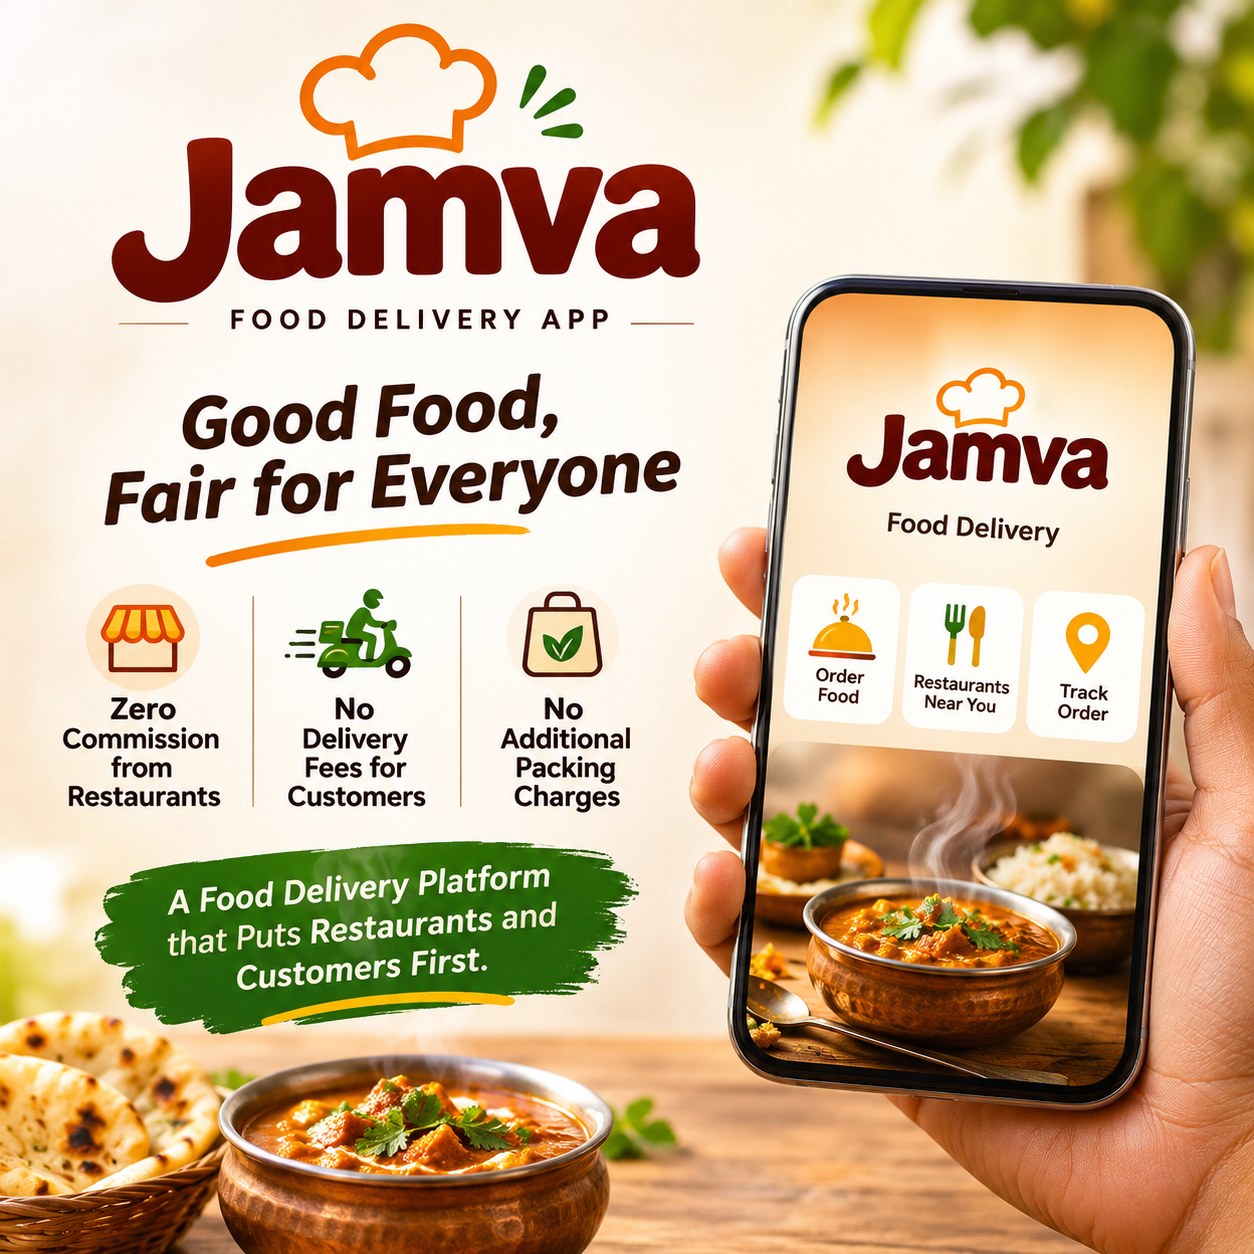 Jamva
FOOD DELIVERY APP
Good Food,
Fair for Everyone
Zero
Commission
from
Restaurants
No
Delivery
Fees for
Customers
No
Additional
Packing
Charges
A Food Delivery Platform
that Puts Restaurants and
Customers First.
Jamva
Food Delivery
Order
Food
Restaurants
Near You
Track
Order